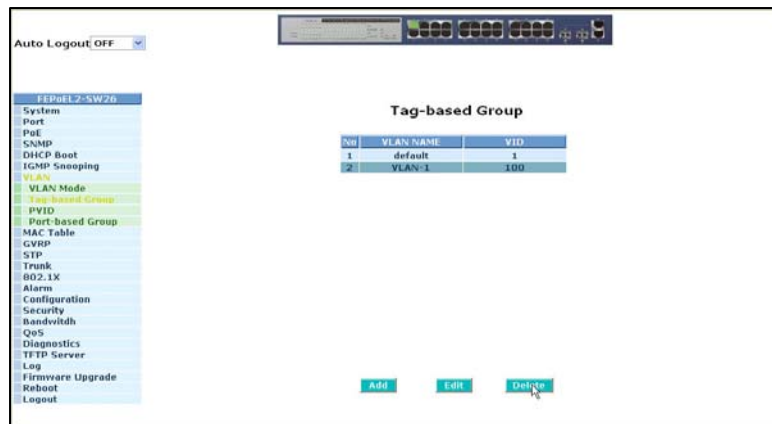 Auto Logout OFF
FEPoEL2-SW26
System
Port
PoE
SNMP
DHCP Boot
IGMP Snooping
VLAN
VLAN Mode
Tag-based Group
PVID
Port-based Group
MAC Table
GVRP
STP
Trunk
802.1X
Alarm
Configuration
Security
Bandwitdh
QoS
Diagnostics
TFTP Server
Log
Firmware Upgrade
Reboot
Logout
Tag-based Group
No VLAN NAME VID
1 default 1
2 VLAN-1 100
Add Edit Delete